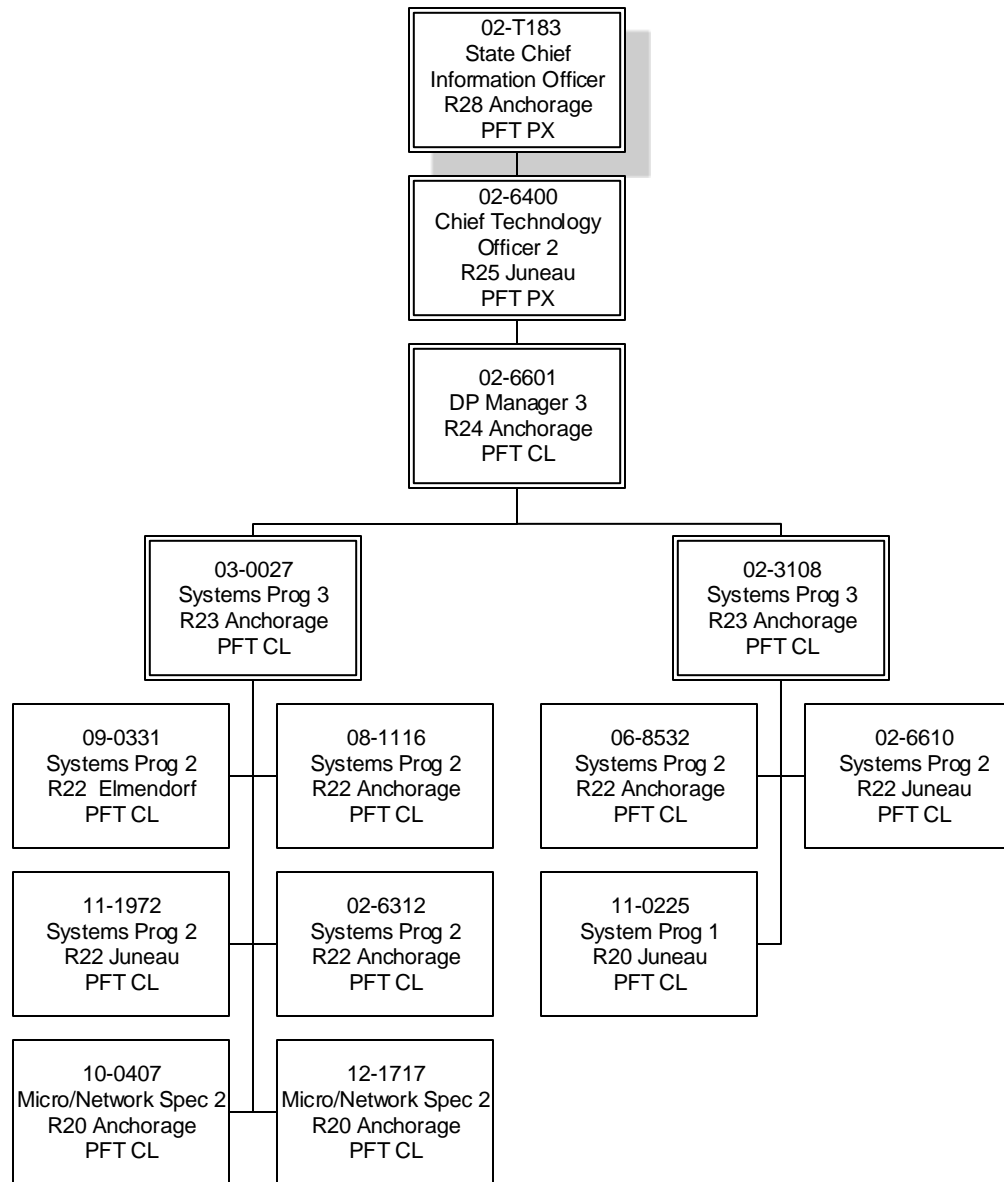 02-T183
State Chief
Information Officer
R28 Anchorage
PFT PX
02-6400
Chief Technology
Officer 2
R25 Juneau
PFT PX
02-6601
DP Manager 3
R24 Anchorage
PFT CL
03-0027
Systems Prog 3
R23 Anchorage
PFT CL
02-3108
Systems Prog 3
R23 Anchorage
PFT CL
09-0331
Systems Prog 2
R22 Elmendorf
PFT CL
08-1116
Systems Prog 2
R22 Anchorage
PFT CL
06-8532
Systems Prog 2
R22 Anchorage
PFT CL
02-6610
Systems Prog 2
R22 Juneau
PFT CL
11-1972
Systems Prog 2
R22 Juneau
PFT CL
02-6312
Systems Prog 2
R22 Anchorage
PFT CL
11-0225
System Prog 1
R20 Juneau
PFT CL
10-0407
Micro/Network Spec 2
R20 Anchorage
PFT CL
12-1717
Micro/Network Spec 2
R20 Anchorage
PFT CL